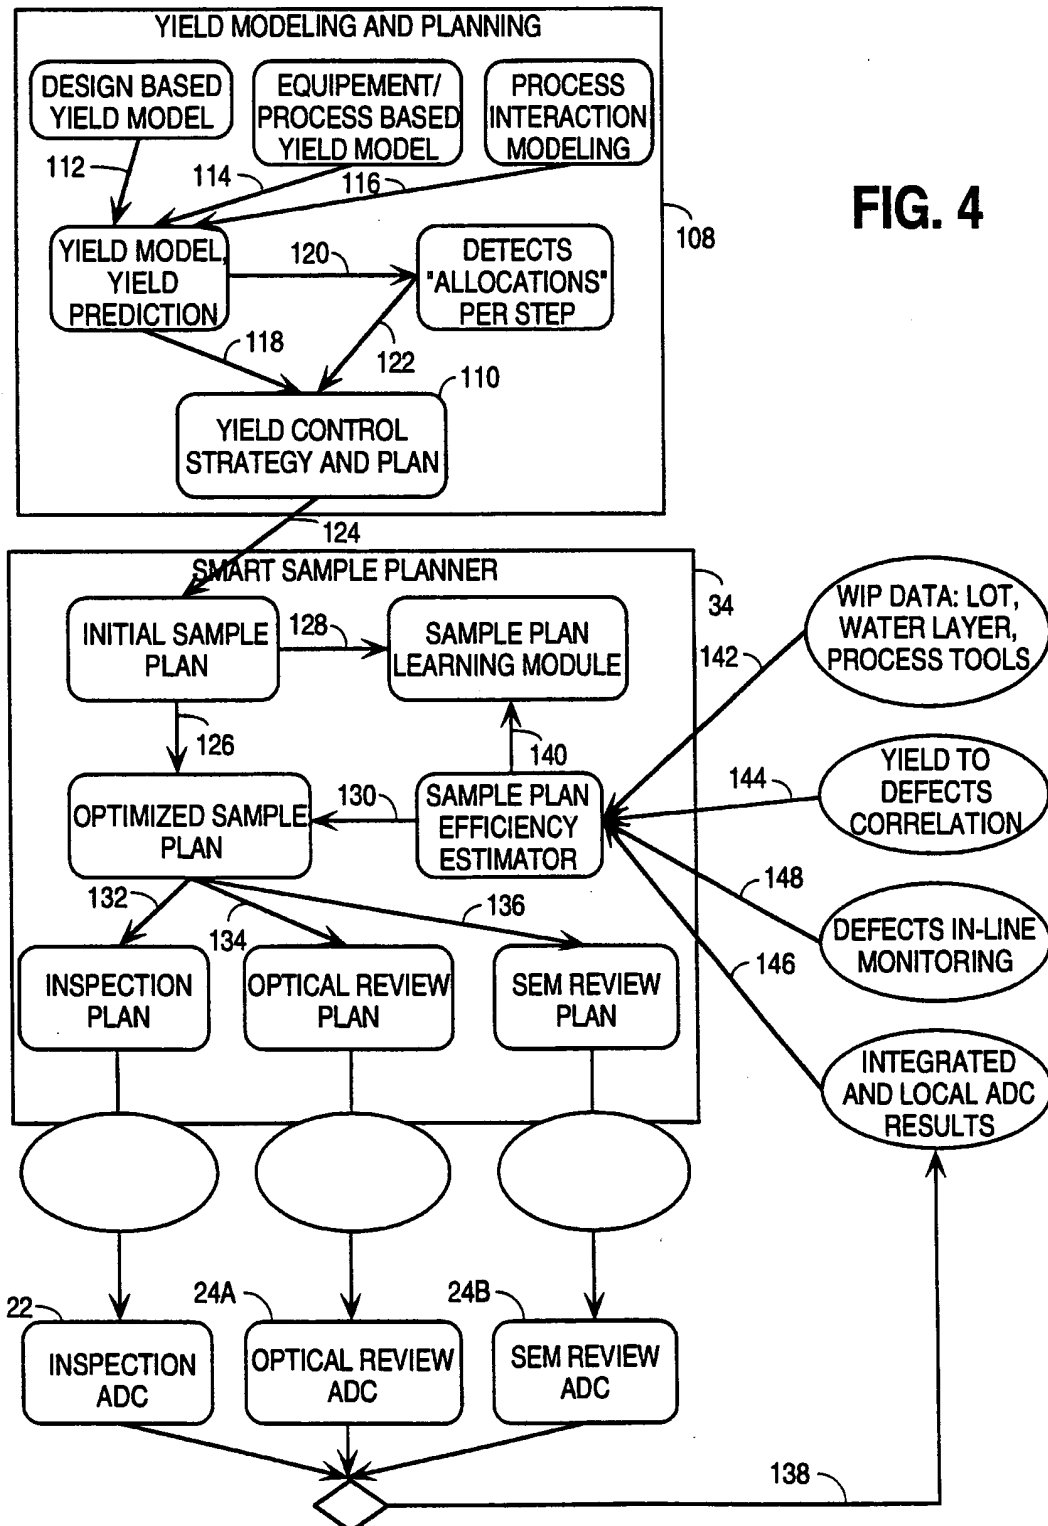 YIELD MODELING AND PLANNING
DESIGN BASED
YIELD MODEL
EQUIPEMENT/
PROCESS BASED
YIELD MODEL
PROCESS
INTERACTION
MODELING
112
114
116
FIG. 4
108
YIELD MODEL,
YIELD
PREDICTION
120
DETECTS
"ALLOCATIONS"
PER STEP
118
122
110
YIELD CONTROL
STRATEGY AND PLAN
124
SMART SAMPLE PLANNER
34
INITIAL SAMPLE
PLAN
128
SAMPLE PLAN
LEARNING MODULE
142
WIP DATA: LOT,
WATER LAYER,
PROCESS TOOLS
126
140
OPTIMIZED SAMPLE
PLAN
130
SAMPLE PLAN
EFFICIENCY
ESTIMATOR
144
YIELD TO
DEFECTS
CORRELATION
132
134
136
148
DEFECTS IN-LINE
MONITORING
146
INSPECTION
PLAN
OPTICAL REVIEW
PLAN
SEM REVIEW
PLAN
INTEGRATED
AND LOCAL ADC
RESULTS
22
24A
24B
INSPECTION
ADC
OPTICAL REVIEW
ADC
SEM REVIEW
ADC
138